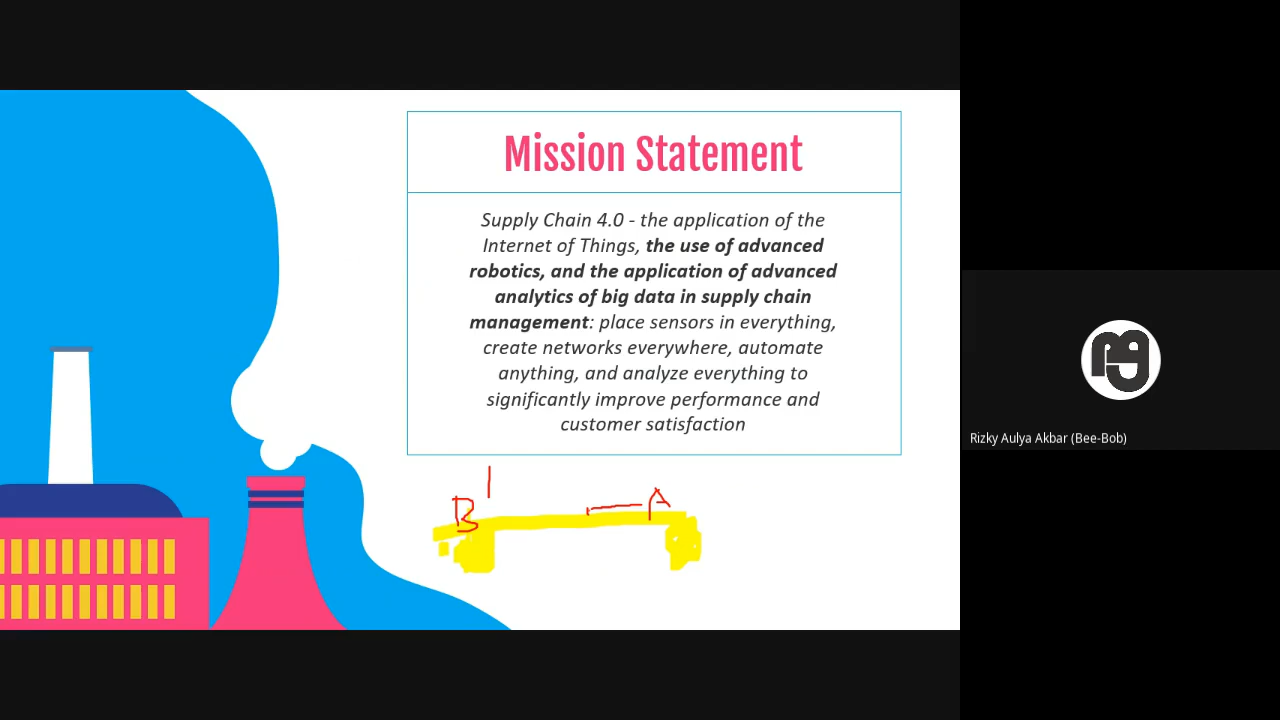 Mission Statement
Supply Chain 4.0 - the application of the
Internet of Things, the use of advanced
robotics, and the application of advanced
analytics of big data in supply chain
management: place sensors in everything,
create networks everywhere, automate
anything, and analyze everything to
significantly improve performance and
customer satisfaction
B
A
Rizky Aulya Akbar (Bee-Bob)